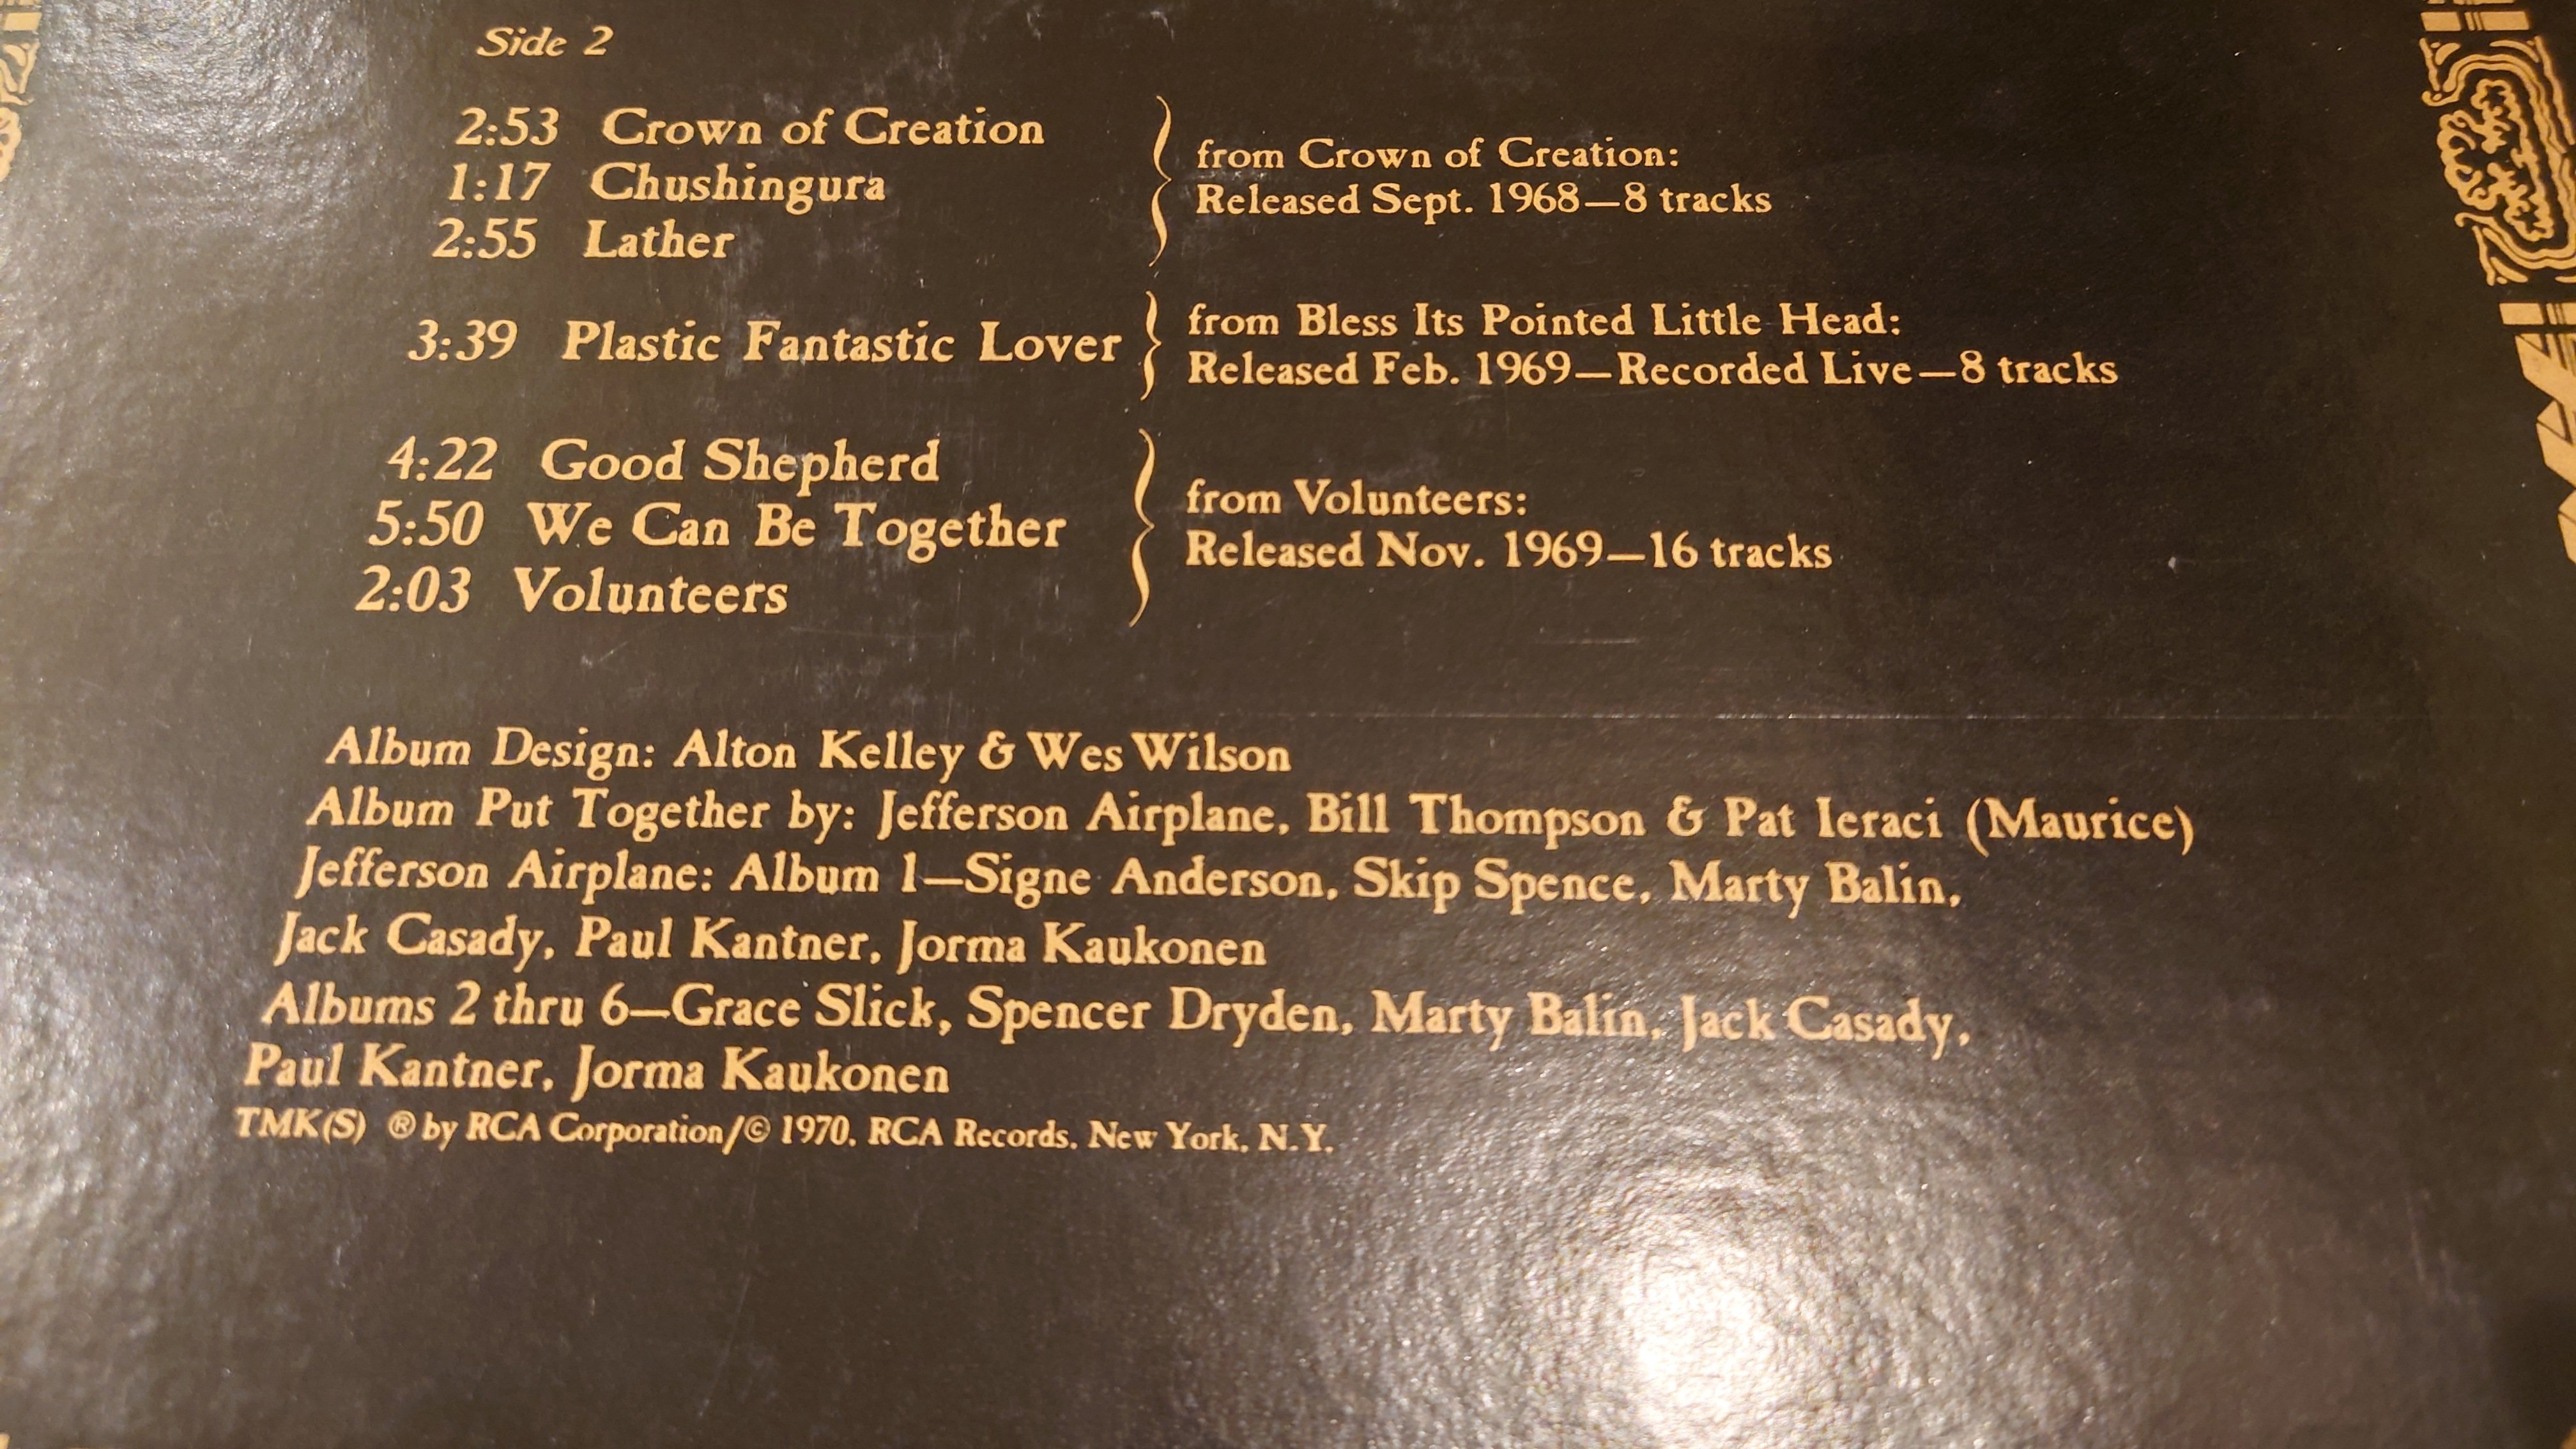 Side 2
2:53 Crown of Creation
1:17 Chushingura
2:55 Lather
from Crown of Creation:
Released Sept. 1968—8 tracks
3:39 Plastic Fantastic Lover
from Bless Its Pointed Little Head:
Released Feb. 1969—Recorded Live—8 tracks
4:22 Good Shepherd
5:50 We Can Be Together
2:03 Volunteers
from Volunteers:
Released Nov. 1969—16 tracks
Album Design: Alton Kelley & Wes Wilson
Album Put Together by: Jefferson Airplane, Bill Thompson & Pat Ieraci (Maurice)
Jefferson Airplane: Album 1—Signe Anderson, Skip Spence, Marty Balin,
Jack Casady, Paul Kantner, Jorma Kaukonen
Albums 2 thru 6—Grace Slick, Spencer Dryden, Marty Balin, Jack Casady,
Paul Kantner, Jorma Kaukonen
TMK(S) ® by RCA Corporation/© 1970, RCA Records, New York, N.Y.